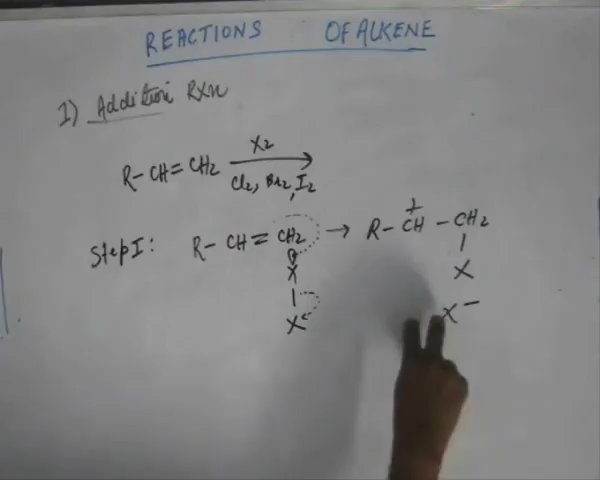 REACTIONS OF ALKENE
1) Addition Rxn
R-CH=CH2 X2
Cl2, Br2, I2
Step I: R-CH=CH2 → R-CH-CH2
+
X X
X X-